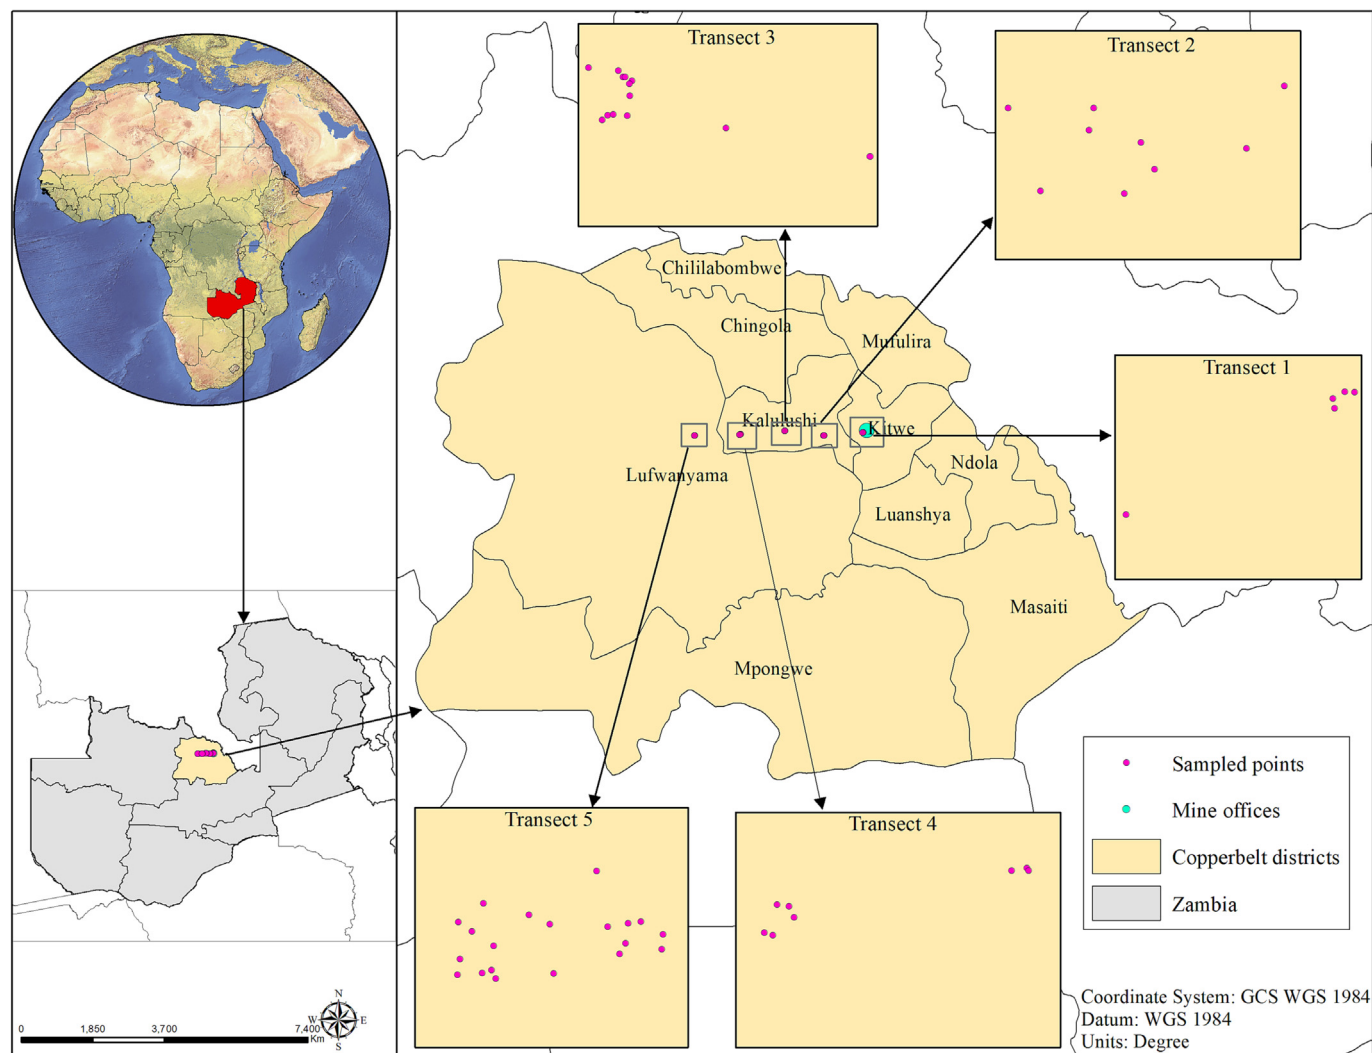 Transect 3
Transect 2
Transect 1
Chililabombwe
Chingola
Mufulira
Kalulushi
Kitwe
Ndola
Lufwanyama
Luanshya
Masaiti
Mpongwe
Transect 5
Transect 4
Sampled points
Mine offices
Copperbelt districts
Zambia
Coordinate System: GCS WGS 1984
Datum: WGS 1984
Units: Degree
N
W E
S
0 1,850 3,700 7,400
Km